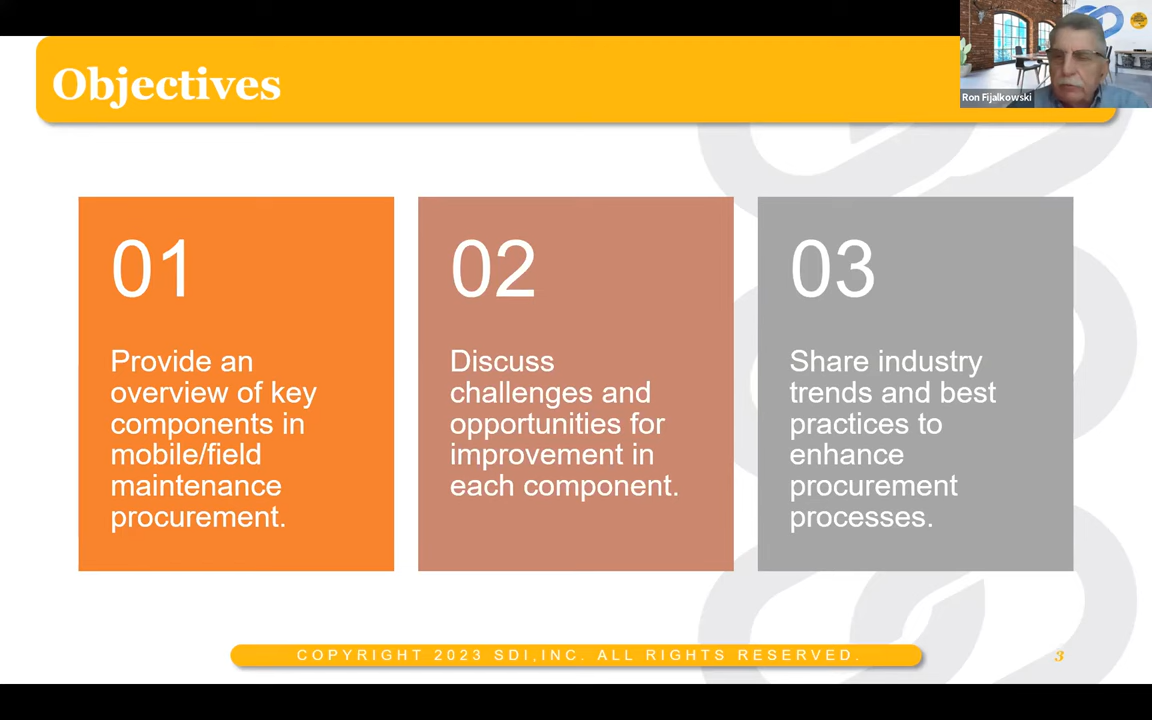 Objectives
Ron Fijalkowski
01
Provide an
overview of key
components in
mobile/field
maintenance
procurement.
02
Discuss
challenges and
opportunities for
improvement in
each component.
03
Share industry
trends and best
practices to
enhance
procurement
processes.
COPYRIGHT 2023 SDI,INC. ALL RIGHTS RESERVED.
3